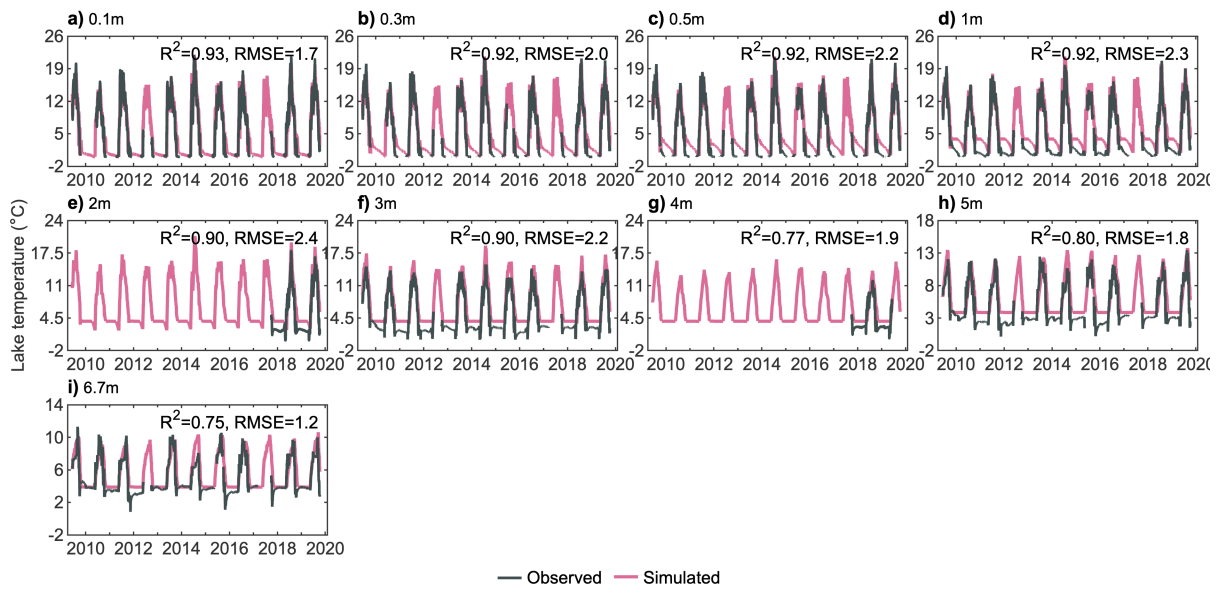 a) 0.1m
b) 0.3m
c) 0.5m
d) 1m
26
19
12
5
-2
R²=0.93, RMSE=1.7
2010 2012 2014 2016 2018 2020
26
19
12
5
-2
R²=0.92, RMSE=2.0
2010 2012 2014 2016 2018 2020
26
19
12
5
-2
R²=0.92, RMSE=2.2
2010 2012 2014 2016 2018 2020
26
19
12
5
-2
R²=0.92, RMSE=2.3
2010 2012 2014 2016 2018 2020
Lake temperature (°C)
e) 2m
f) 3m
g) 4m
h) 5m
24
17.5
11
4.5
-2
R²=0.90, RMSE=2.4
2010 2012 2014 2016 2018 2020
24
17.5
11
4.5
-2
R²=0.90, RMSE=2.2
2010 2012 2014 2016 2018 2020
24
17.5
11
4.5
-2
R²=0.77, RMSE=1.9
2010 2012 2014 2016 2018 2020
18
13
8
3
-2
R²=0.80, RMSE=1.8
2010 2012 2014 2016 2018 2020
i) 6.7m
14
10
6
2
-2
R²=0.75, RMSE=1.2
2010 2012 2014 2016 2018 2020
Observed Simulated